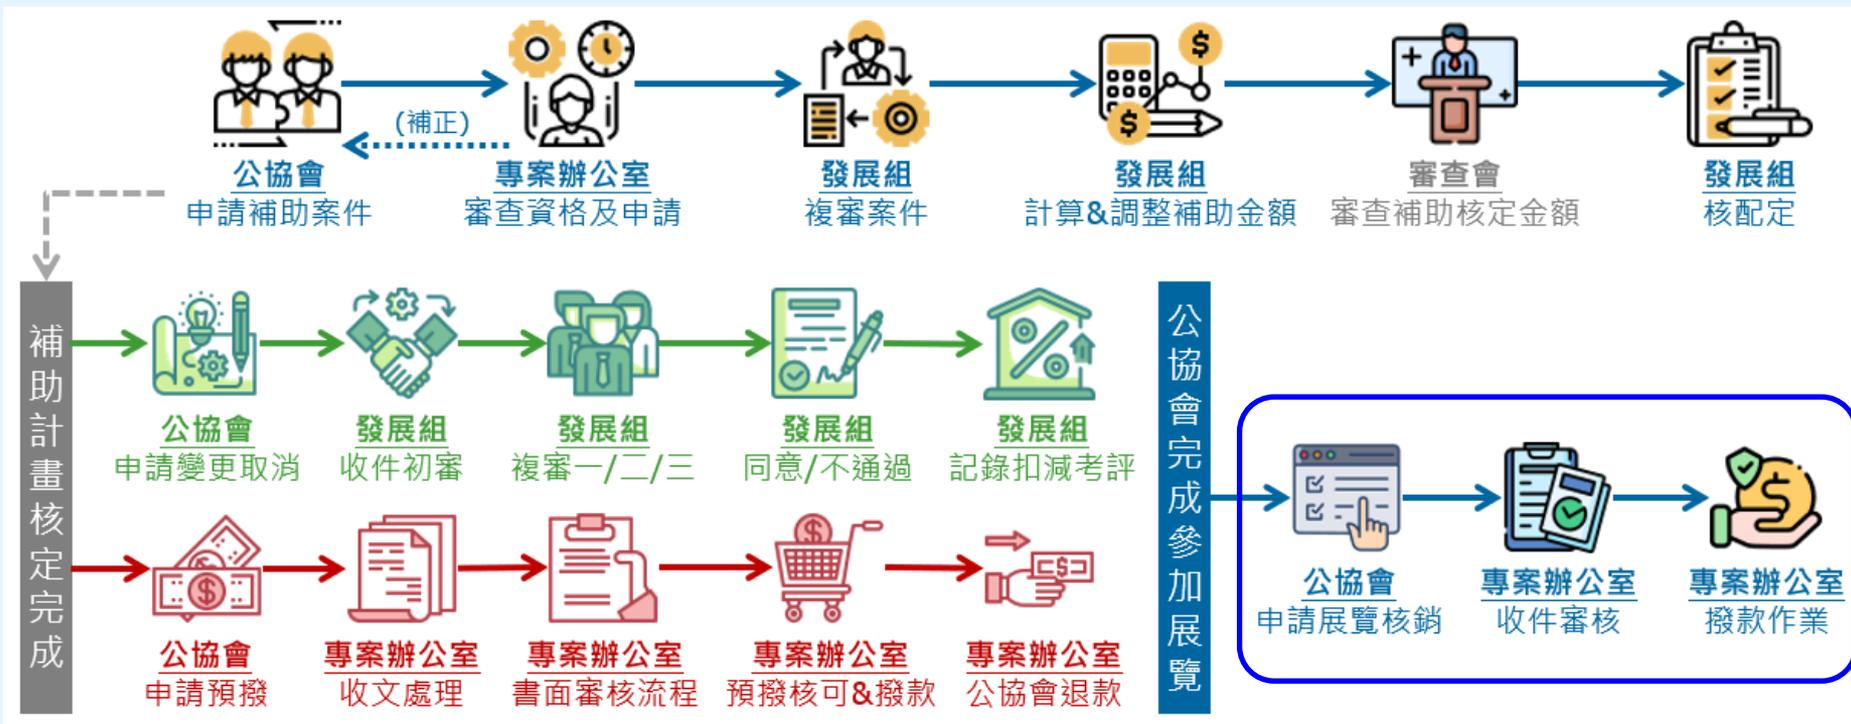 (補正)
公協會
申請補助案件
專案辦公室
審查資格及申請
發展組
複審案件
發展組
計算&調整補助金額
審查會
審查補助核定金額
發展組
核配定
補助計畫核定完成
公協會
申請變更取消
發展組
收件初審
發展組
複審一/二/三
發展組
同意/不通過
發展組
記錄扣減考評
公協會
申請預撥
專案辦公室
收文處理
專案辦公室
書面審核流程
專案辦公室
預撥核可&撥款
專案辦公室
公協會退款
公協會完成參加展覽
公協會
申請展覽核銷
專案辦公室
收件審核
專案辦公室
撥款作業